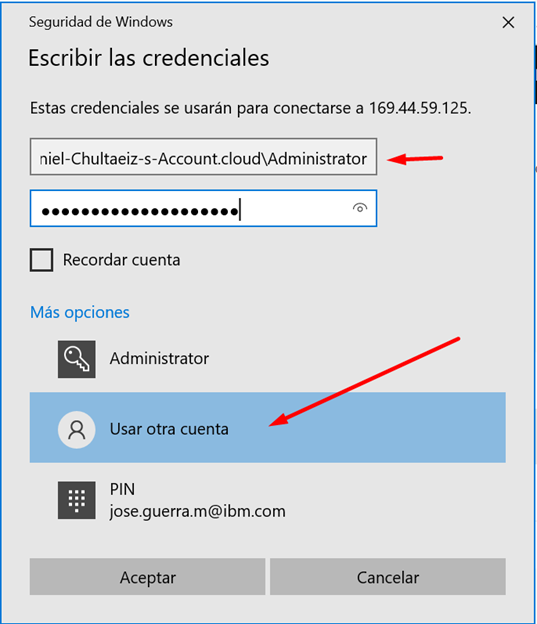 Seguridad de Windows
Escribir las credenciales
Estas credenciales se usarán para conectarse a 169.44.59.125.
niel-Chultaeiz-s-Account.cloud\Administrator
Recordar cuenta
Más opciones
Administrator
Usar otra cuenta
PIN
jose.guerra.m@ibm.com
Aceptar
Cancelar